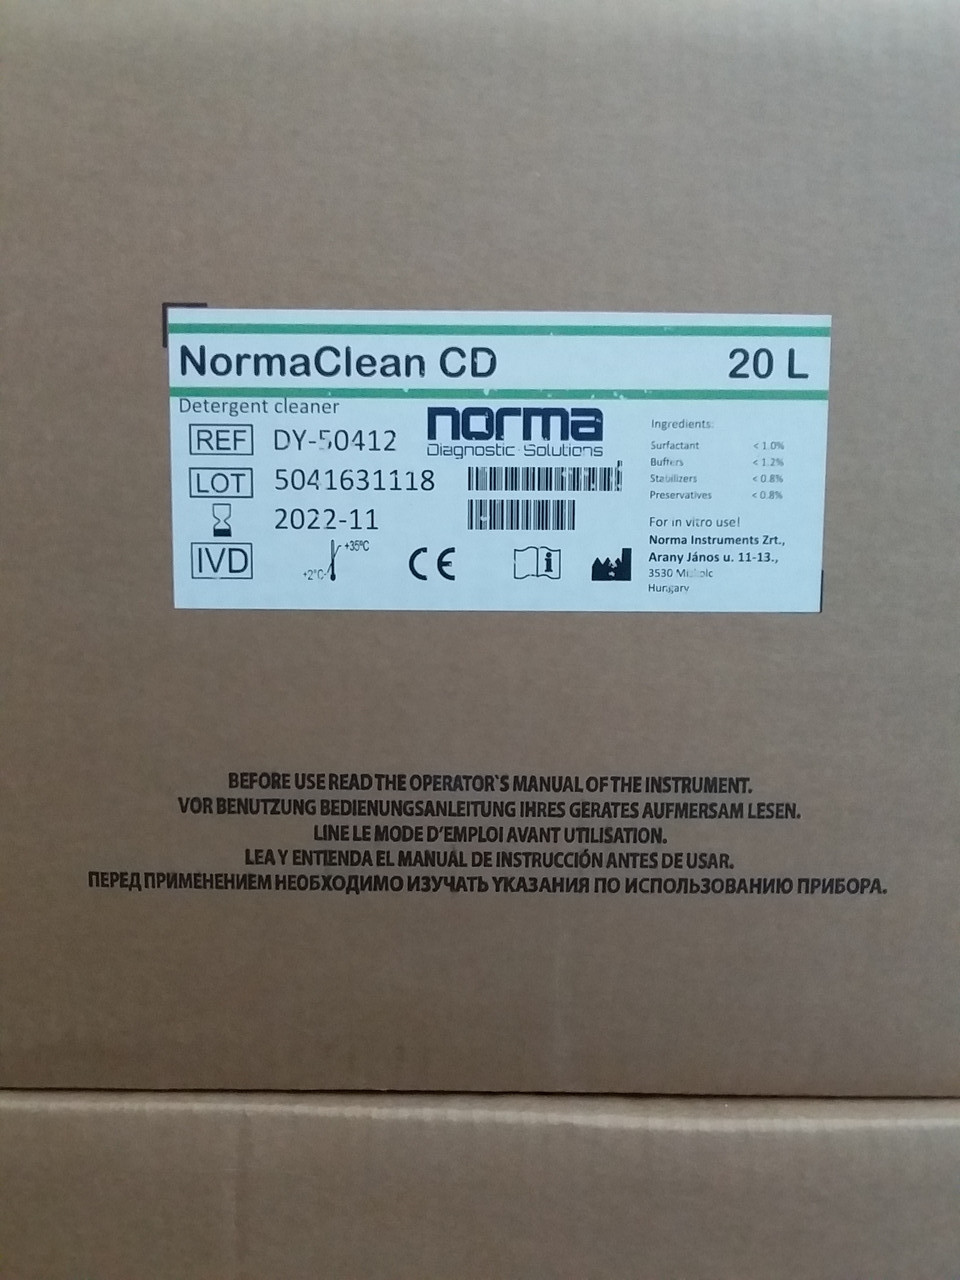 NormaClean CD 20 L
Detergent cleaner
norma
Diagnostic Solutions
REF DY-50412
LOT 5041631118
2022-11
IVD +2°C +35°C CE i
Ingredients:
Surfactant < 1.0%
Buffers < 1.2%
Stabilizers < 0.8%
Preservatives < 0.8%
For in vitro use!
Norma Instruments Zrt.,
Arany János u. 11-13.,
3530 Miskolc
Hungary
BEFORE USE READ THE OPERATOR`S MANUAL OF THE INSTRUMENT.
VOR BENUTZUNG BEDIENUNGSANLEITUNG IHRES GERATES AUFMERSAM LESEN.
LINE LE MODE D’EMPLOI AVANT UTILISATION.
LEA Y ENTIENDA EL MANUAL DE INSTRUCCIÓN ANTES DE USAR.
ПЕРЕД ПРИМЕНЕНИЕМ НЕОБХОДИМО ИЗУЧАТЬ УКАЗАНИЯ ПО ИСПОЛЬЗОВАНИЮ ПРИБОРА.